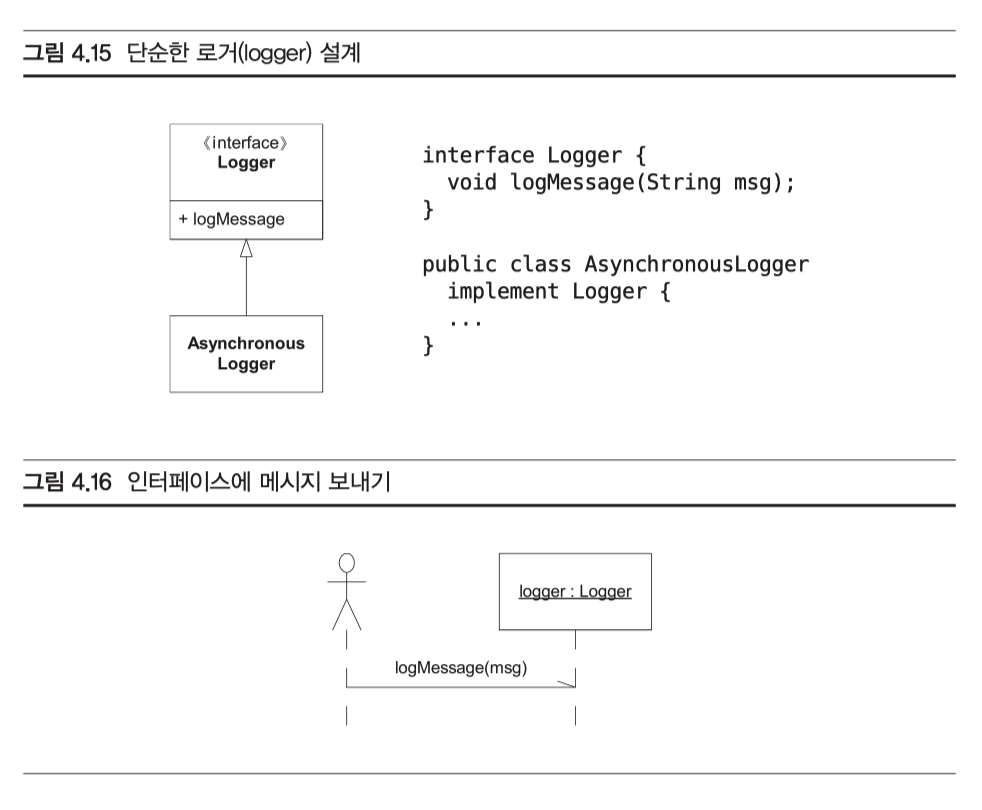 그림 4.15 단순한 로거(logger) 설계
《interface》
Logger
+ logMessage
Asynchronous
Logger
interface Logger {
void logMessage(String msg);
}
public class AsynchronousLogger
implement Logger {
...
}
그림 4.16 인터페이스에 메시지 보내기
logger : Logger
logMessage(msg)